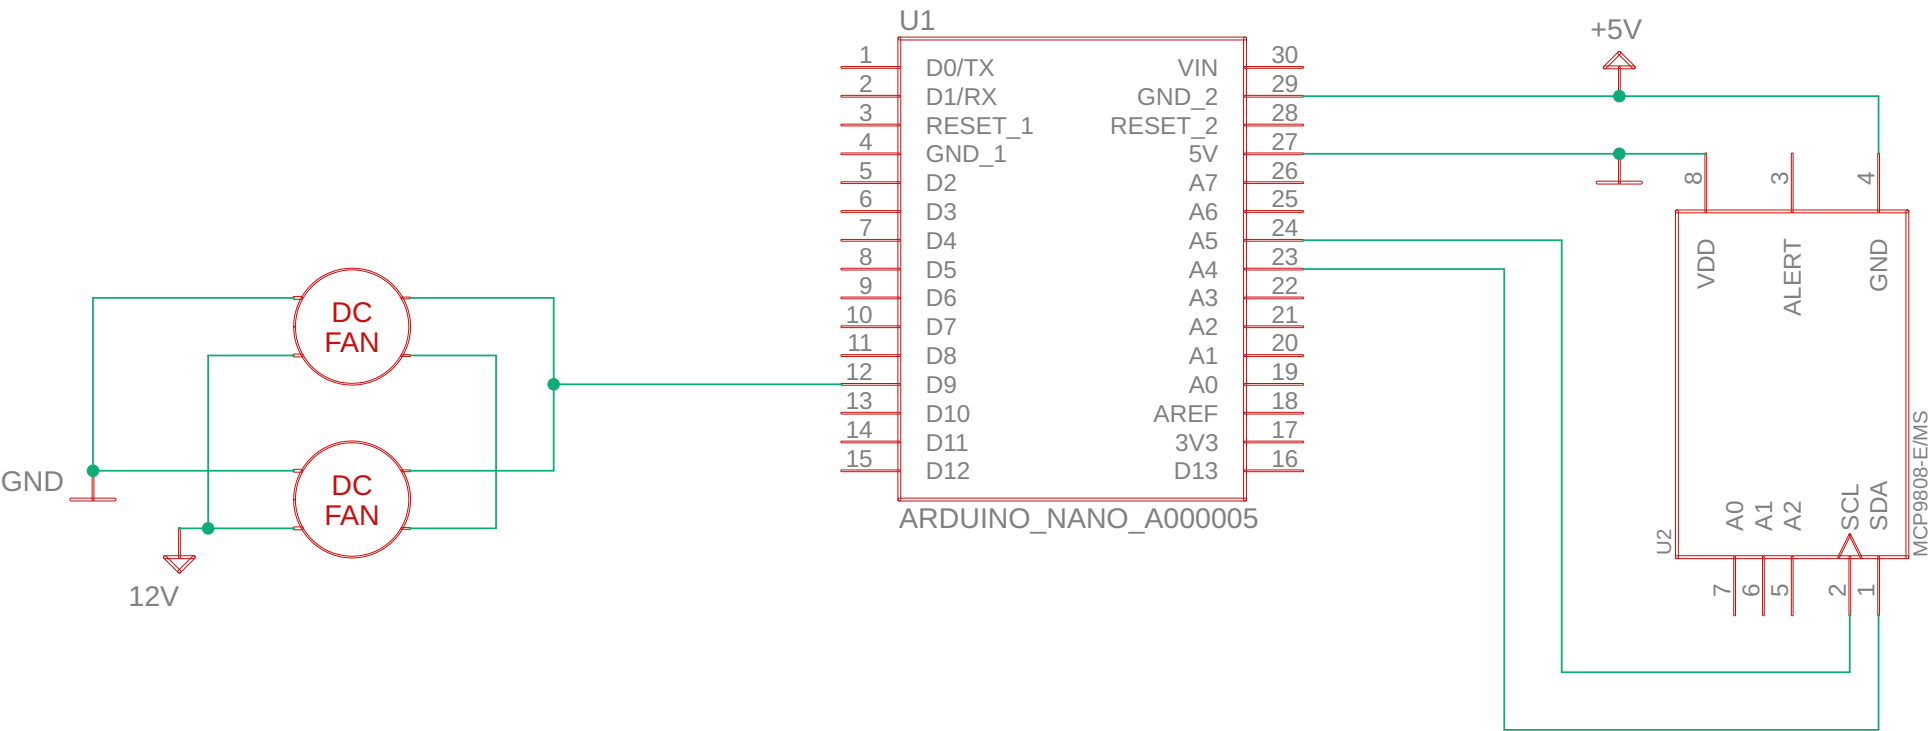 U1
1
2
3
4
5
6
7
8
9
10
11
12
13
14
15
D0/TX
D1/RX
RESET_1
GND_1
D2
D3
D4
D5
D6
D7
D8
D9
D10
D11
D12
VIN
GND_2
RESET_2
5V
A7
A6
A5
A4
A3
A2
A1
A0
AREF
3V3
D13
30
29
28
27
26
25
24
23
22
21
20
19
18
17
16
ARDUINO_NANO_A000005
DC
FAN
DC
FAN
GND
12V
+5V
8
3
4
VDD
ALERT
GND
A0
A1
A2
SCL
SDA
7
6
5
2
1
U2
MCP9808-E/MS